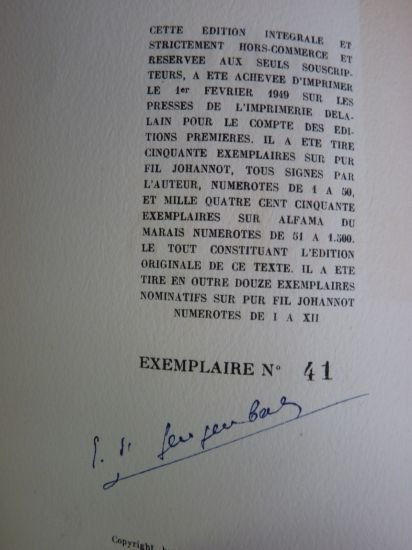 CETTE EDITION INTEGRALE ET
STRICTEMENT HORS-COMMERCE ET
RESERVEE AUX SEULS SOUSCRIP-
TEURS, A ETE ACHEVEE D'IMPRIMER
LE 1er FEVRIER 1949 SUR LES
PRESSES DE L'IMPRIMERIE DELA-
LAIN POUR LE COMPTE DES EDI-
TIONS PREMIERES. IL A ETE TIRE
CINQUANTE EXEMPLAIRES SUR PUR
FIL JOHANNOT, TOUS SIGNES PAR
L'AUTEUR, NUMEROTES DE 1 A 50,
ET MILLE QUATRE CENT CINQUANTE
EXEMPLAIRES SUR ALFAMA DU
MARAIS NUMEROTES DE 51 A 1.500.
LE TOUT CONSTITUANT L'EDITION
ORIGINALE DE CE TEXTE. IL A ETE
TIRE EN OUTRE DOUZE EXEMPLAIRES
NOMINATIFS SUR PUR FIL JOHANNOT
NUMEROTES DE I A XII
EXEMPLAIRE N° 41
Copyright